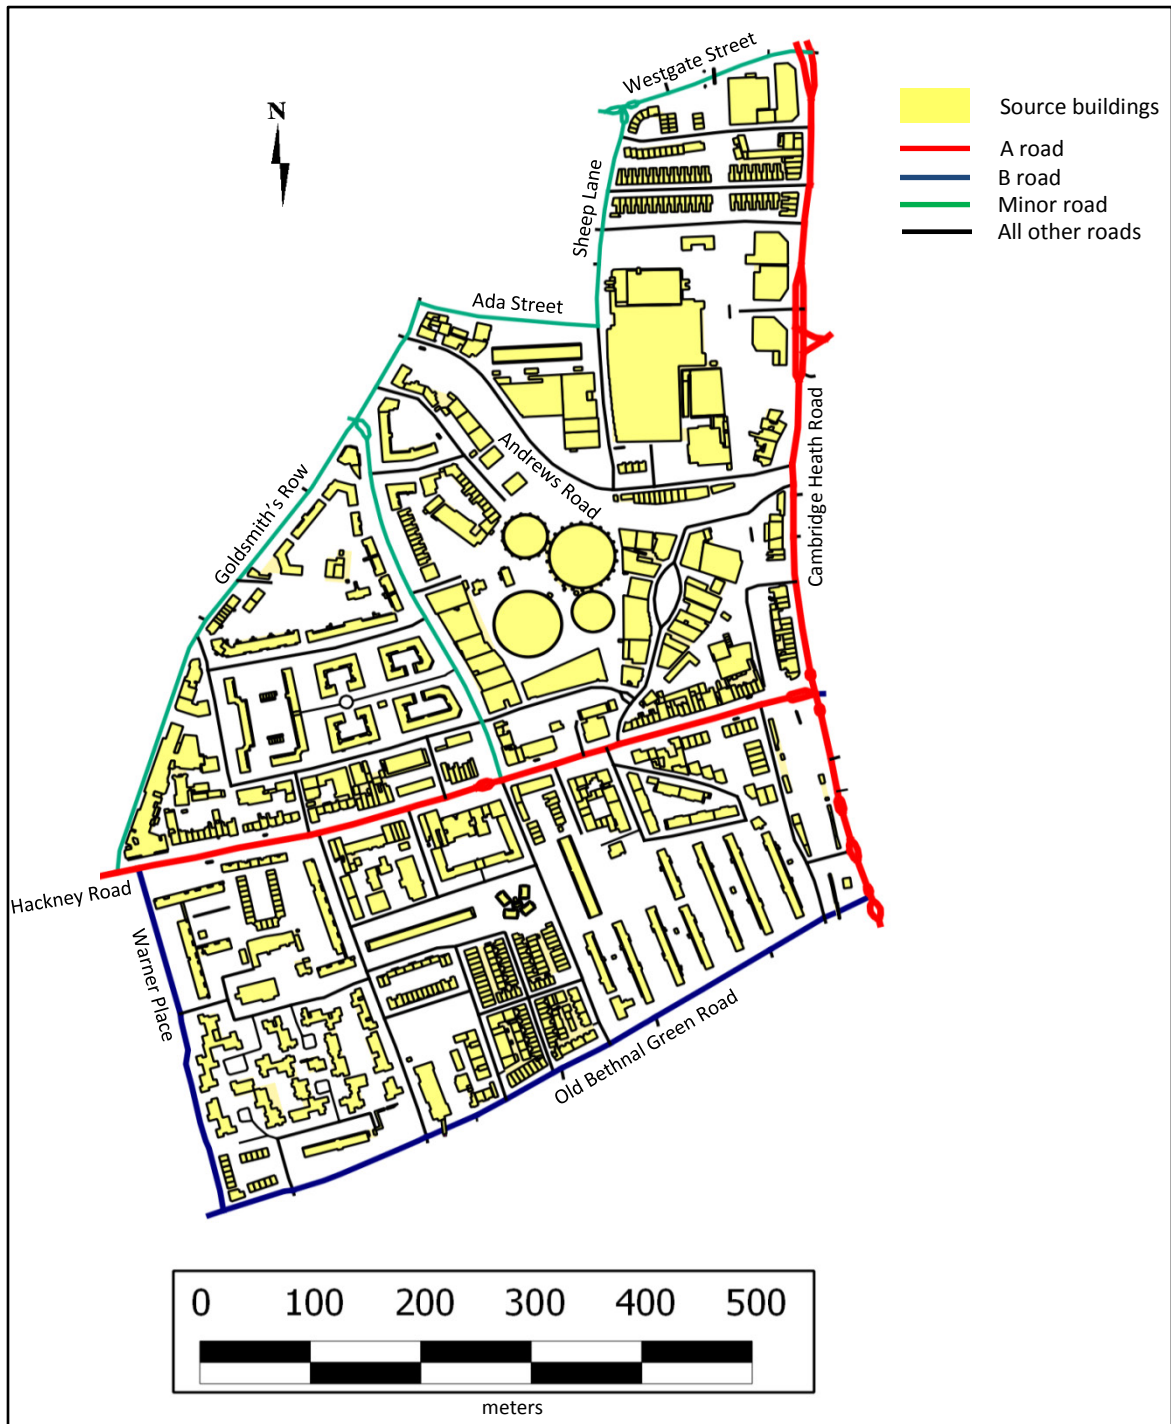 Westgate Street
N
Source buildings
A road
B road
Minor road
All other roads
Sheep Lane
Ada Street
Cambridge Heath Road
Andrews Road
Goldsmith's Row
Hackney Road
Warner Place
Old Bethnal Green Road
0 100 200 300 400 500
meters